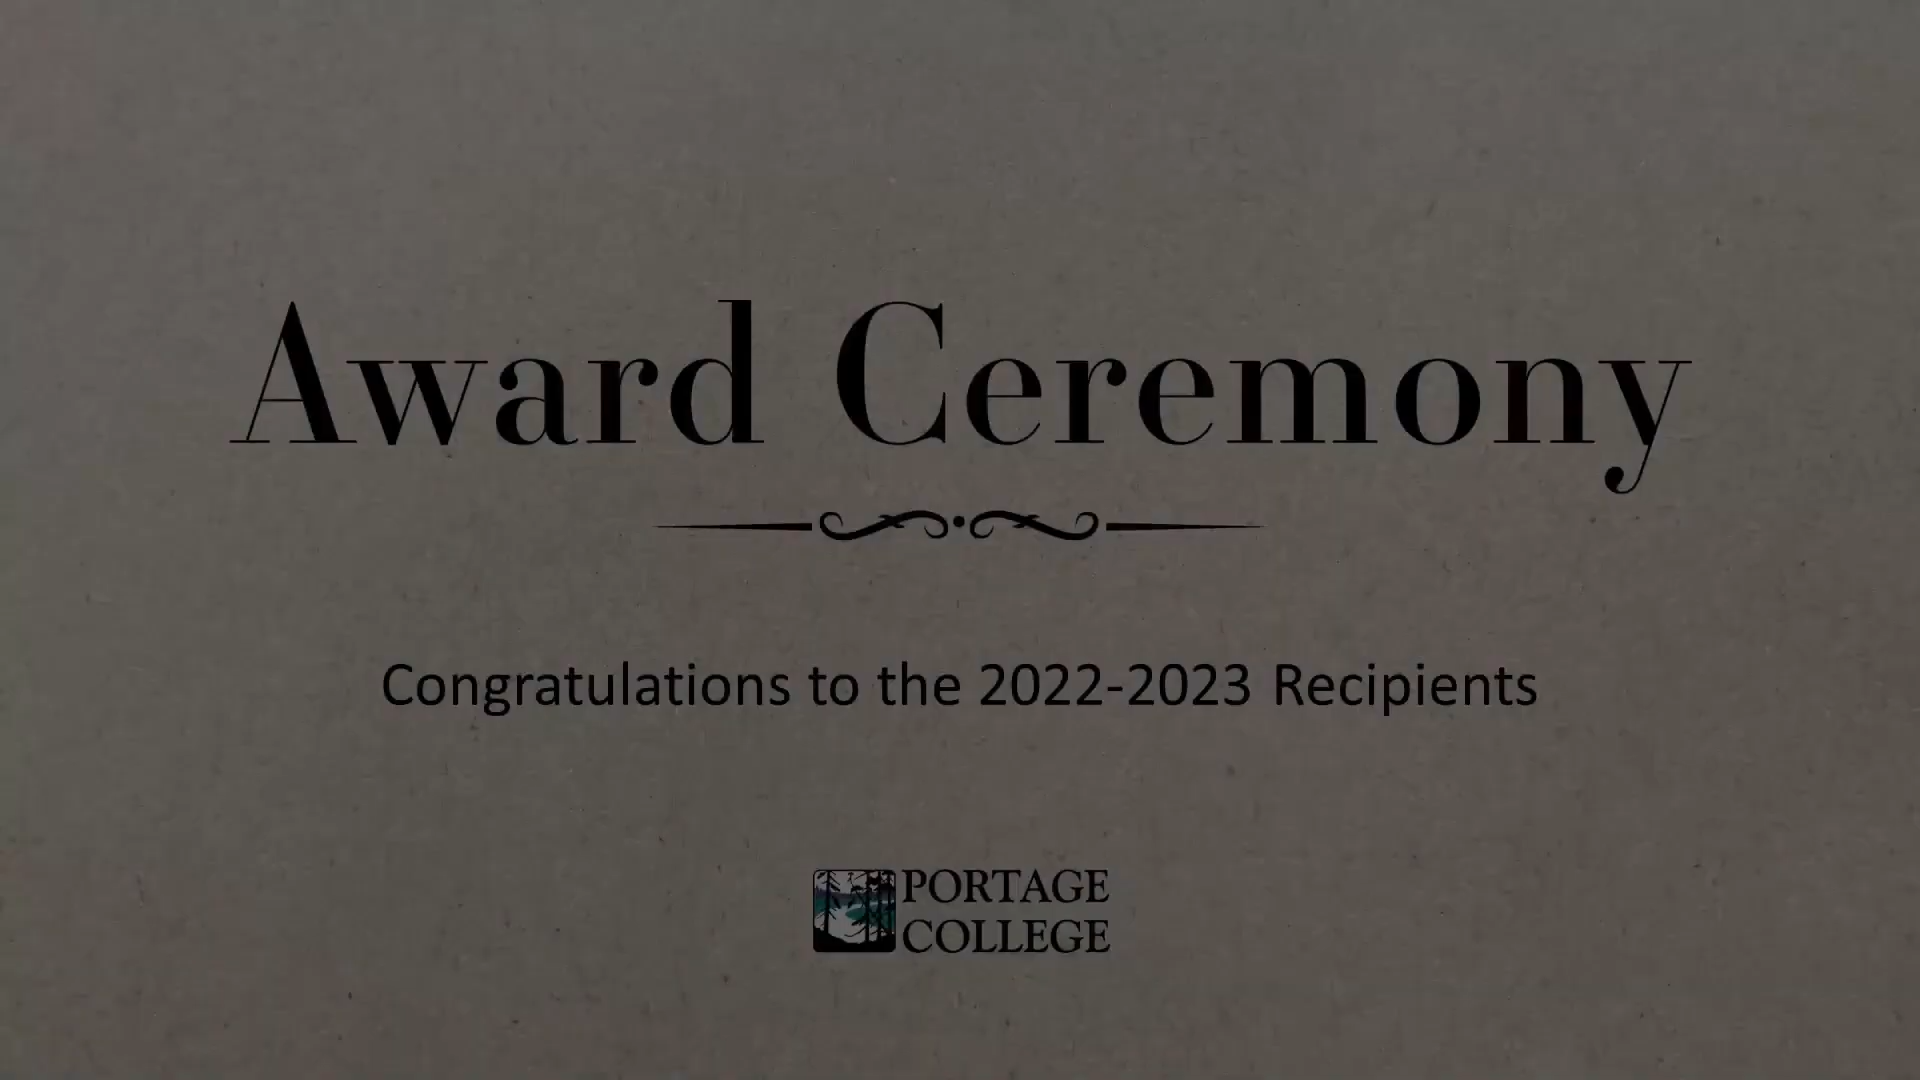 Award Ceremony
Congratulations to the 2022-2023 Recipients
PORTAGE
COLLEGE